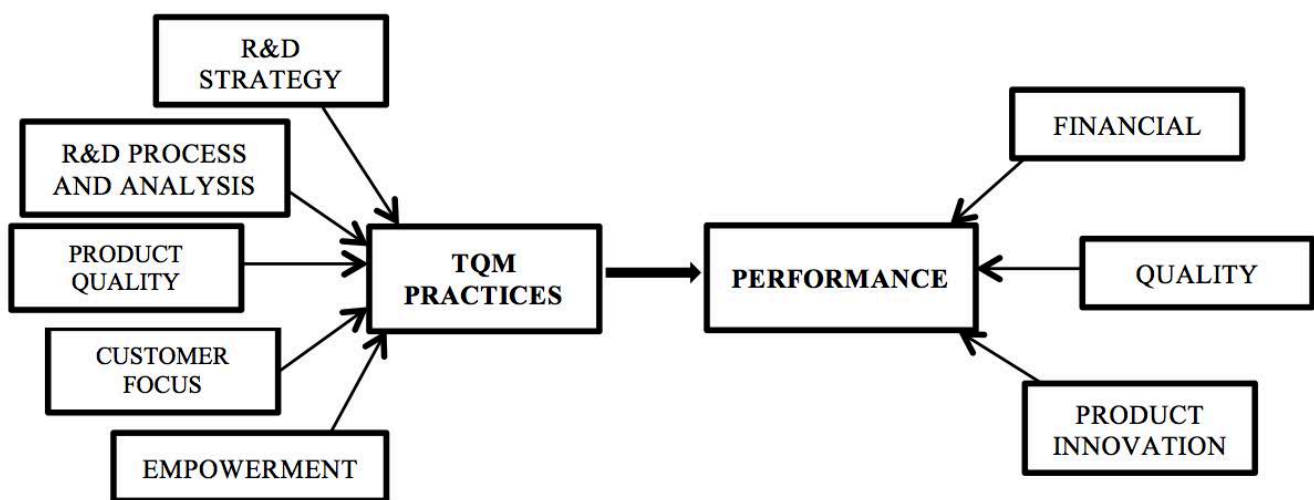 R&D
STRATEGY
R&D PROCESS
AND ANALYSIS
PRODUCT
QUALITY
CUSTOMER
FOCUS
EMPOWERMENT
TQM
PRACTICES
PERFORMANCE
FINANCIAL
QUALITY
PRODUCT
INNOVATION